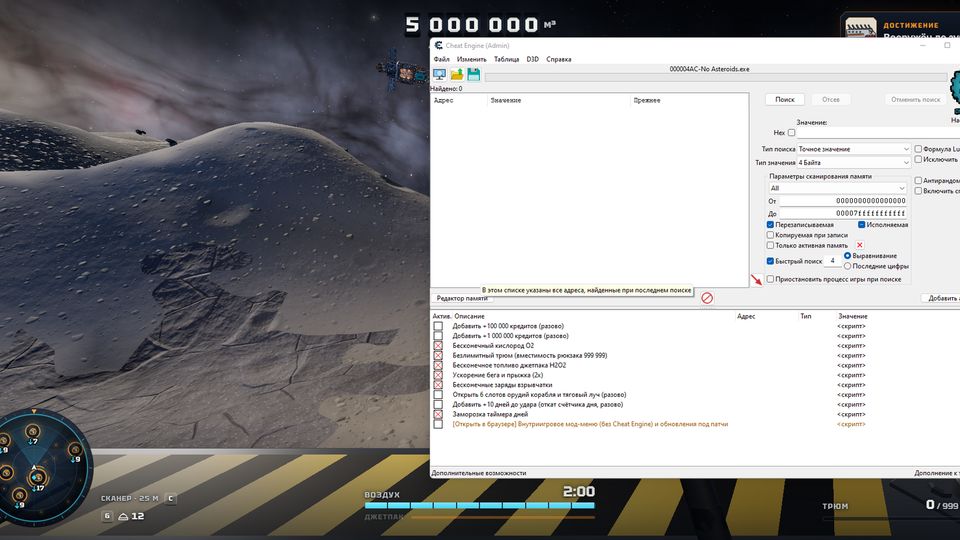 5 000 000 м³
ДОСТИЖЕНИЕ
Cheat Engine (Admin)
Файл Изменить Таблица D3D Справка
000004AC-No Asteroids.exe
Найдено: 0
Адрес Значение Прежнее
Поиск Отсев Отменить поиск
Значение:
Hex
Тип поиска Точное значение
Формула Lu
Тип значения 4 Байта
Исключить
Параметры сканирования памяти
All
Антирандом
Включить
От 0000000000000000
До 00007fffffffffff
Перезаписываемая Исполняемая
Копируемая при записи
Только активная память
Быстрый поиск 4 Выравнивание
Последние цифры
Приостановить процесс игры при поиске
В этом списке указаны все адреса, найденные при последнем поиске
Редактор памяти
Добавить
Актив. Описание Адрес Тип Значение
Добавить +100 000 кредитов (разово) <скрипт>
Добавить +1 000 000 кредитов (разово) <скрипт>
Бесконечный кислород O2 <скрипт>
Безлимитный трюм (вместимость рюкзака 999 999) <скрипт>
Бесконечное топливо джетпака H2O2 <скрипт>
Ускорение бега и прыжка (2x) <скрипт>
Бесконечные заряды взрывчатки <скрипт>
Открыть 6 слотов орудий корабля и тяговый луч (разово) <скрипт>
Добавить +10 дней до удара (откат счётчика дня, разово) <скрипт>
Заморозка таймера дней <скрипт>
[Открыть в браузере] Внутриигровое мод-меню (без Cheat Engine) и обновления под патчи <скрипт>
Дополнительные возможности
Дополнение к
7
9
9
A
17
9
СКАНЕР - 25 М C
6 12
ВОЗДУХ 2:00
ДЖЕТПАК
ТРЮМ 0 / 999